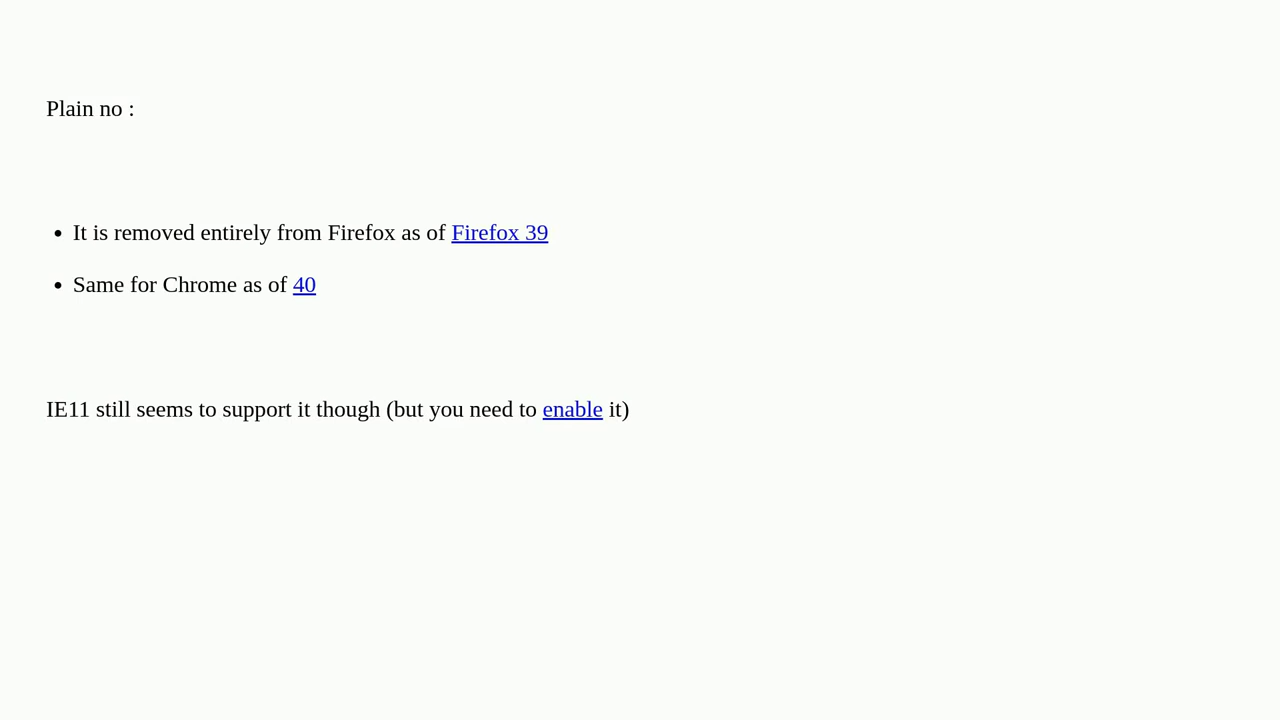 Plain no :
• It is removed entirely from Firefox as of Firefox 39
• Same for Chrome as of 40
IE11 still seems to support it though (but you need to enable it)